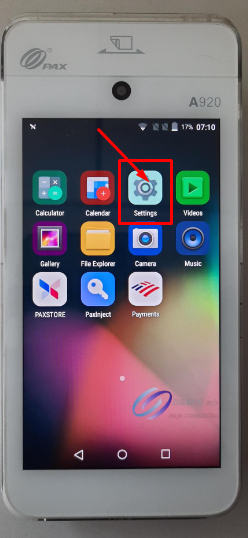 PAX
A920
17% 07:10
Calculator Calendar Settings Videos
Gallery File Explorer Camera Music
PAXSTORE PaxInject Payments